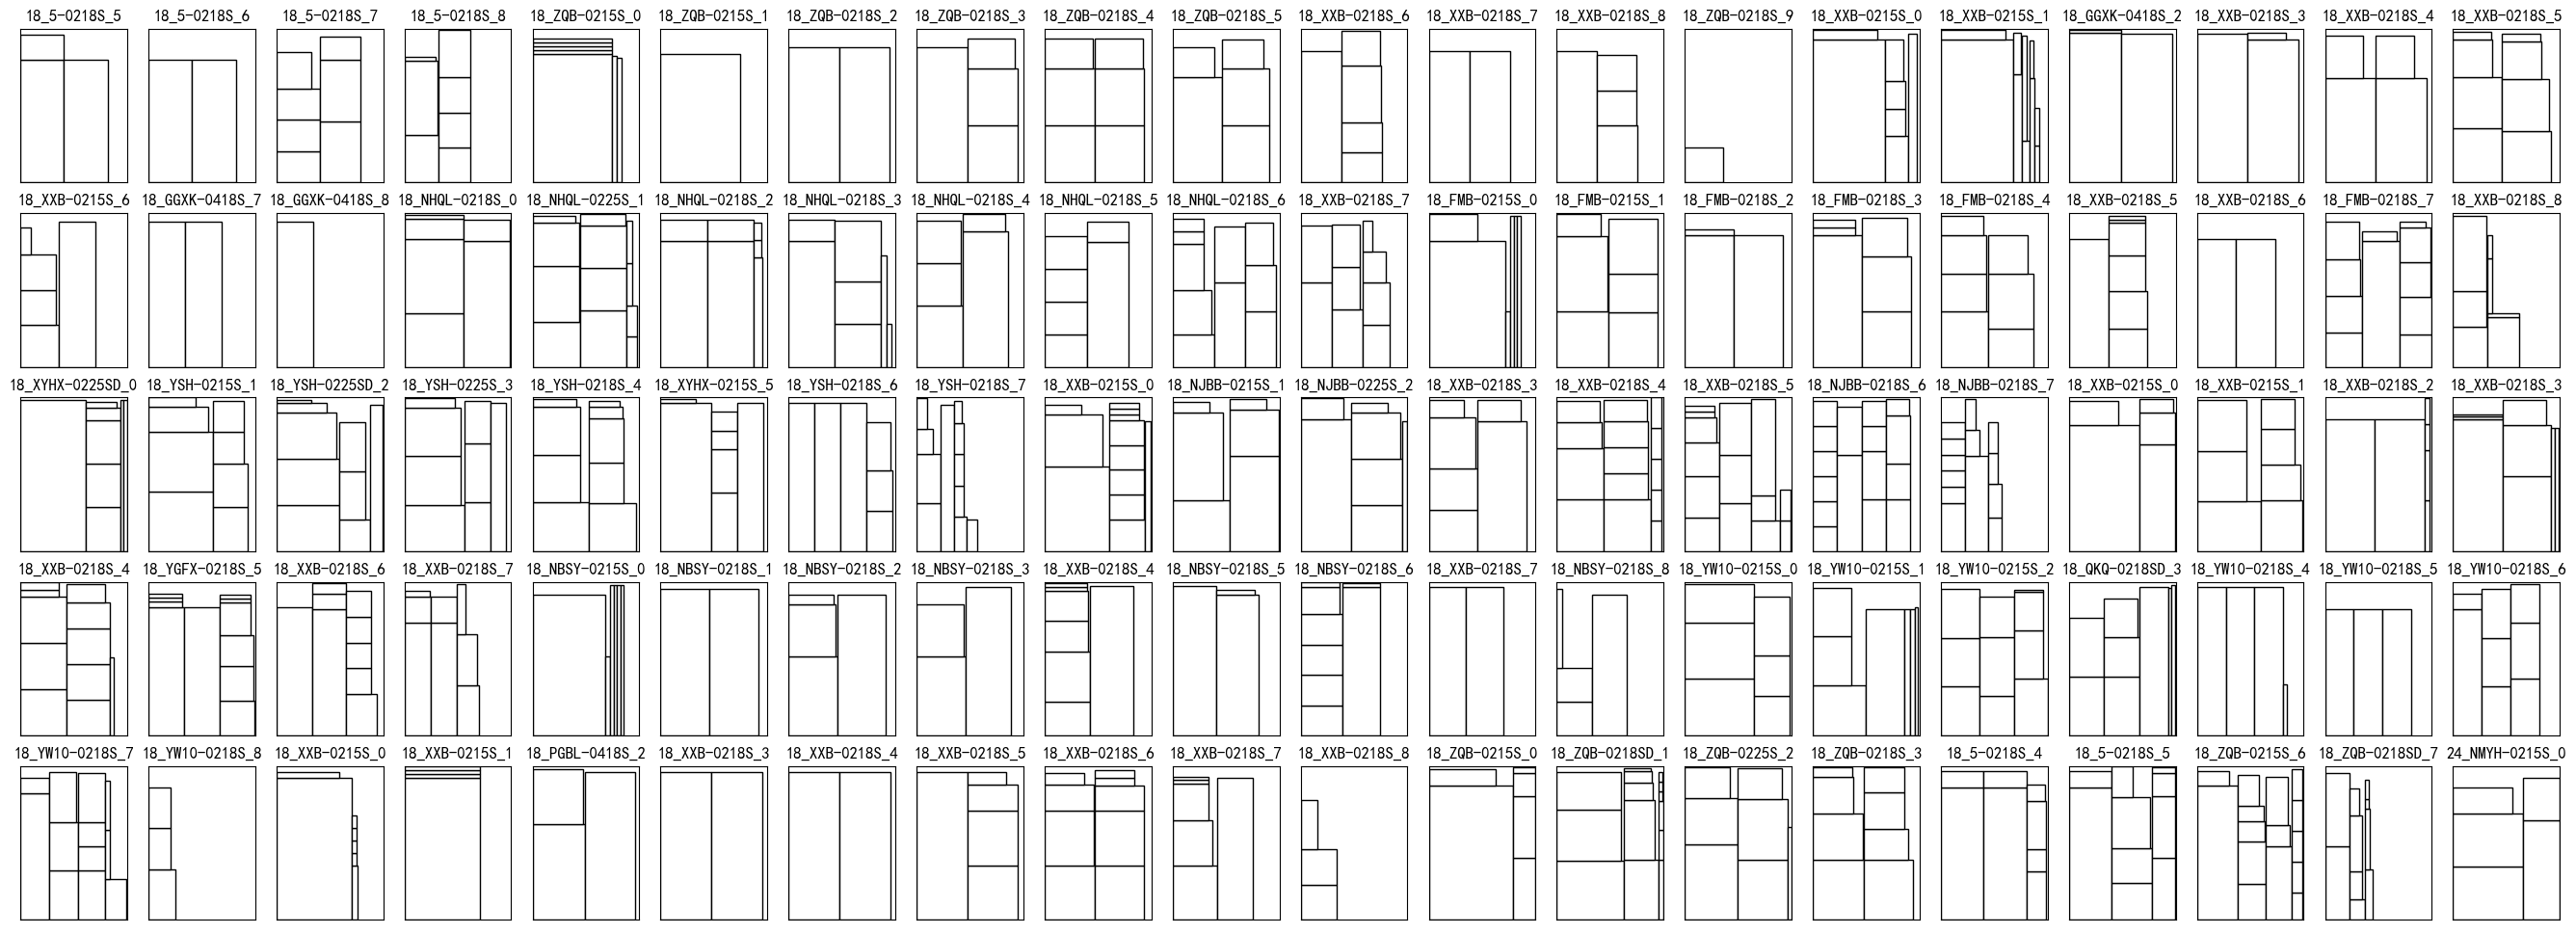 18_5-0218S_5 18_5-0218S_6 18_5-0218S_7 18_5-0218S_8 18_ZQB-0215S_0 18_ZQB-0215S_1 18_ZQB-0218S_2 18_ZQB-0218S_3 18_ZQB-0218S_4 18_ZQB-0218S_5 18_XXB-0218S_6 18_XXB-0218S_7 18_XXB-0218S_8 18_ZQB-0218S_9 18_XXB-0215S_0 18_XXB-0215S_1 18_GGXK-0418S_2 18_XXB-0218S_3 18_XXB-0218S_4 18_XXB-0218S_5
18_XXB-0215S_6 18_GGXK-0418S_7 18_GGXK-0418S_8 18_NHQL-0218S_0 18_NHQL-0225S_1 18_NHQL-0218S_2 18_NHQL-0218S_3 18_NHQL-0218S_4 18_NHQL-0218S_5 18_NHQL-0218S_6 18_XXB-0218S_7 18_FMB-0215S_0 18_FMB-0215S_1 18_FMB-0218S_2 18_FMB-0218S_3 18_FMB-0218S_4 18_XXB-0218S_5 18_XXB-0218S_6 18_FMB-0218S_7 18_XXB-0218S_8
18_XYHX-0225SD_0 18_YSH-0215S_1 18_YSH-0225SD_2 18_YSH-0225S_3 18_YSH-0218S_4 18_XYHX-0215S_5 18_YSH-0218S_6 18_YSH-0218S_7 18_XXB-0215S_0 18_NJBB-0215S_1 18_NJBB-0225S_2 18_XXB-0218S_3 18_XXB-0218S_4 18_XXB-0218S_5 18_NJBB-0218S_6 18_NJBB-0218S_7 18_XXB-0215S_0 18_XXB-0215S_1 18_XXB-0218S_2 18_XXB-0218S_3
18_XXB-0218S_4 18_YGFX-0218S_5 18_XXB-0218S_6 18_XXB-0218S_7 18_NBSY-0215S_0 18_NBSY-0218S_1 18_NBSY-0218S_2 18_NBSY-0218S_3 18_XXB-0218S_4 18_NBSY-0218S_5 18_NBSY-0218S_6 18_XXB-0218S_7 18_NBSY-0218S_8 18_YW10-0215S_0 18_YW10-0215S_1 18_YW10-0215S_2 18_QKQ-0218SD_3 18_YW10-0218S_4 18_YW10-0218S_5 18_YW10-0218S_6
18_YW10-0218S_7 18_YW10-0218S_8 18_XXB-0215S_0 18_XXB-0215S_1 18_PGBL-0418S_2 18_XXB-0218S_3 18_XXB-0218S_4 18_XXB-0218S_5 18_XXB-0218S_6 18_XXB-0218S_7 18_XXB-0218S_8 18_ZQB-0215S_0 18_ZQB-0218SD_1 18_ZQB-0225S_2 18_ZQB-0218S_3 18_5-0218S_4 18_5-0218S_5 18_ZQB-0215S_6 18_ZQB-0218SD_7 24_NMYH-0215S_0